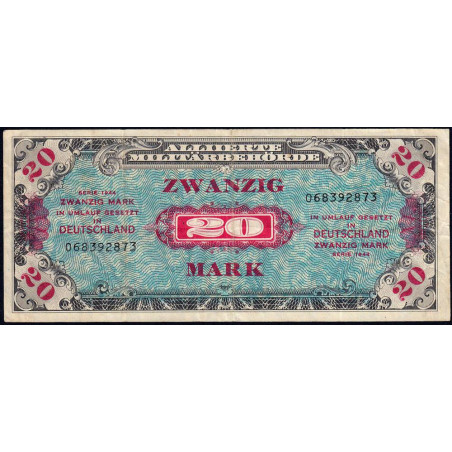 ALLIIERTE
MILITÄRBEHÖRDE
20
20
ZWANZIG
SERIE 1944
ZWANZIG MARK
IN UMLAUF GESETZT
IN
DEUTSCHLAND
068392873
20
068392873
IN UMLAUF GESETZT
IN
DEUTSCHLAND
ZWANZIG MARK
SERIE 1944
MARK
20
20